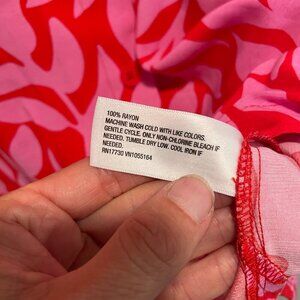 100% RAYON
MACHINE WASH COLD WITH LIKE COLORS.
GENTLE CYCLE. ONLY NON-CHLORINE BLEACH IF
NEEDED. TUMBLE DRY LOW. COOL IRON IF
NEEDED.
RN17730 VN1055164